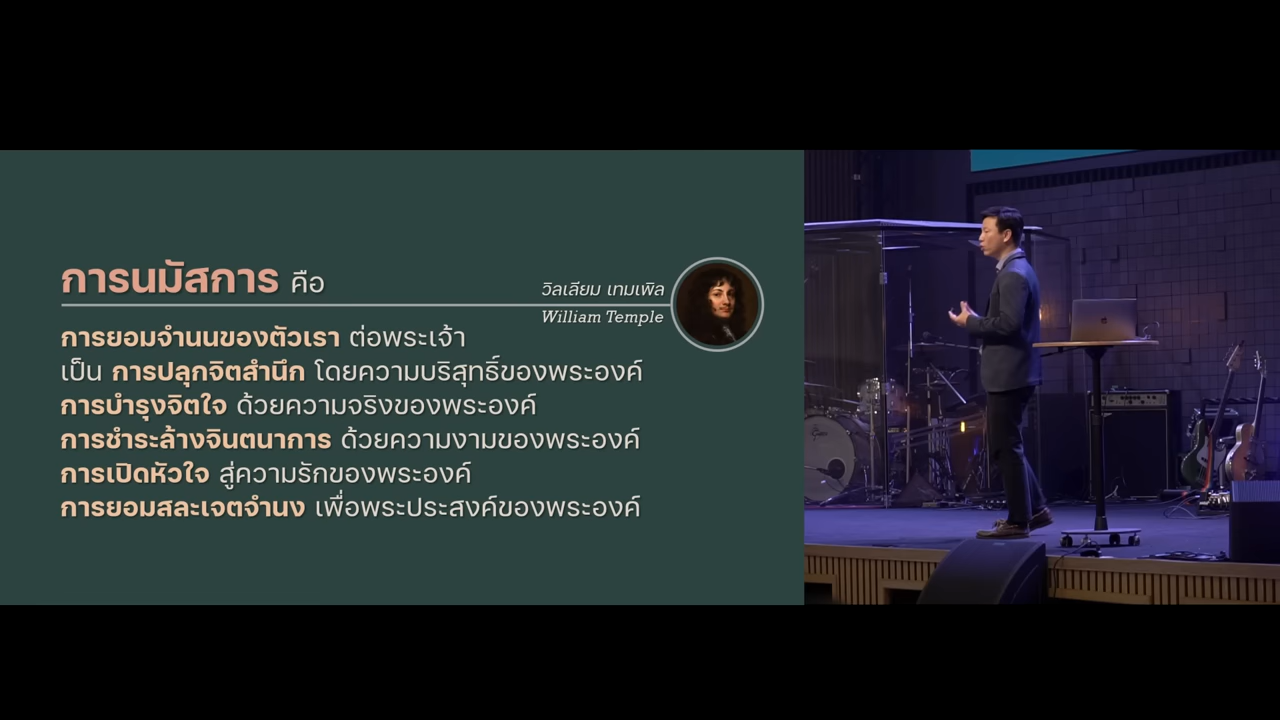 การนมัสการ คือ
วิลเลียม เทมเพิล
William Temple
การยอมจำนนของตัวเรา ต่อพระเจ้า
เป็น การปลุกจิตสำนึก โดยความบริสุทธิ์ของพระองค์
การบำรุงจิตใจ ด้วยความจริงของพระองค์
การชำระล้างจินตนาการ ด้วยความงามของพระองค์
การเปิดหัวใจ สู่ความรักของพระองค์
การยอมสละเจตจำนง เพื่อพระประสงค์ของพระองค์